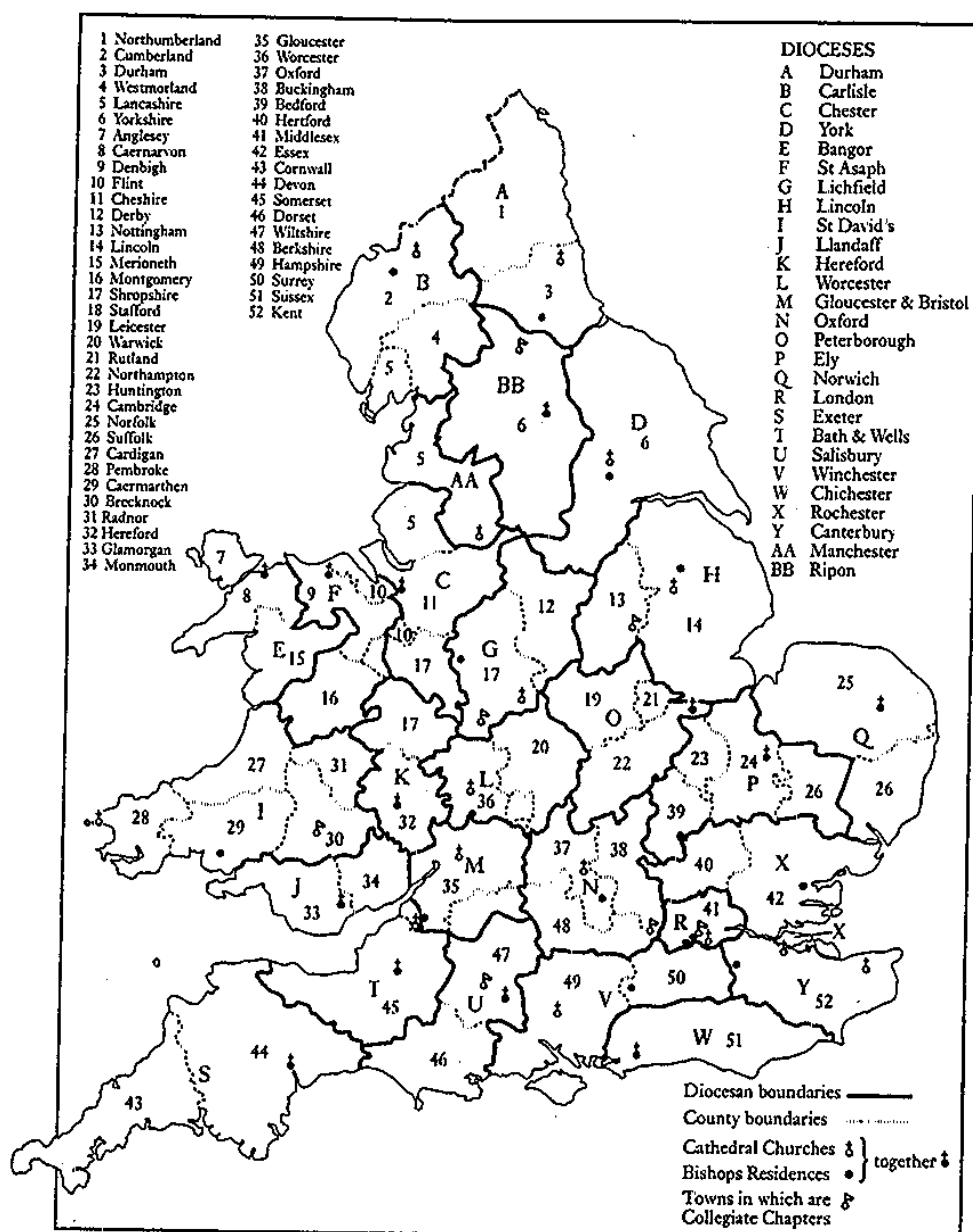 1 Northumberland
2 Cumberland
3 Durham
4 Westmorland
5 Lancashire
6 Yorkshire
7 Anglesey
8 Caernarvon
9 Denbigh
10 Flint
11 Cheshire
12 Derby
13 Nottingham
14 Lincoln
15 Merioneth
16 Montgomery
17 Shropshire
18 Stafford
19 Leicester
20 Warwick
21 Rutland
22 Northampton
23 Huntington
24 Cambridge
25 Norfolk
26 Suffolk
27 Cardigan
28 Pembroke
29 Caermarthen
30 Brecknock
31 Radnor
32 Hereford
33 Glamorgan
34 Monmouth
35 Gloucester
36 Worcester
37 Oxford
38 Buckingham
39 Bedford
40 Hertford
41 Middlesex
42 Essex
43 Cornwall
44 Devon
45 Somerset
46 Dorset
47 Wiltshire
48 Berkshire
49 Hampshire
50 Surrey
51 Sussex
52 Kent
DIOCESES
A Durham
B Carlisle
C Chester
D York
E Bangor
F St Asaph
G Lichfield
H Lincoln
I St David's
J Llandaff
K Hereford
L Worcester
M Gloucester & Bristol
N Oxford
O Peterborough
P Ely
Q Norwich
R London
S Exeter
T Bath & Wells
U Salisbury
V Winchester
W Chichester
X Rochester
Y Canterbury
AA Manchester
BB Ripon
A
1
B
2
3
4
5
BB
6
D
6
5
AA
5
7
8
9
F
10
C
11
10
12
13
H
14
E
15
17
G
17
16
17
19
O
21
25
Q
20
22
23
24
P
26
26
27
31
K
L
36
32
28
29
I
30
39
M
35
37
38
N
40
X
42
J
33
34
48
R
41
X
47
T
45
U
49
V
50
Y
52
W
51
46
S
44
43
Diocesan boundaries
County boundaries
Cathedral Churches
Bishops Residences
together
Towns in which are
Collegiate Chapters